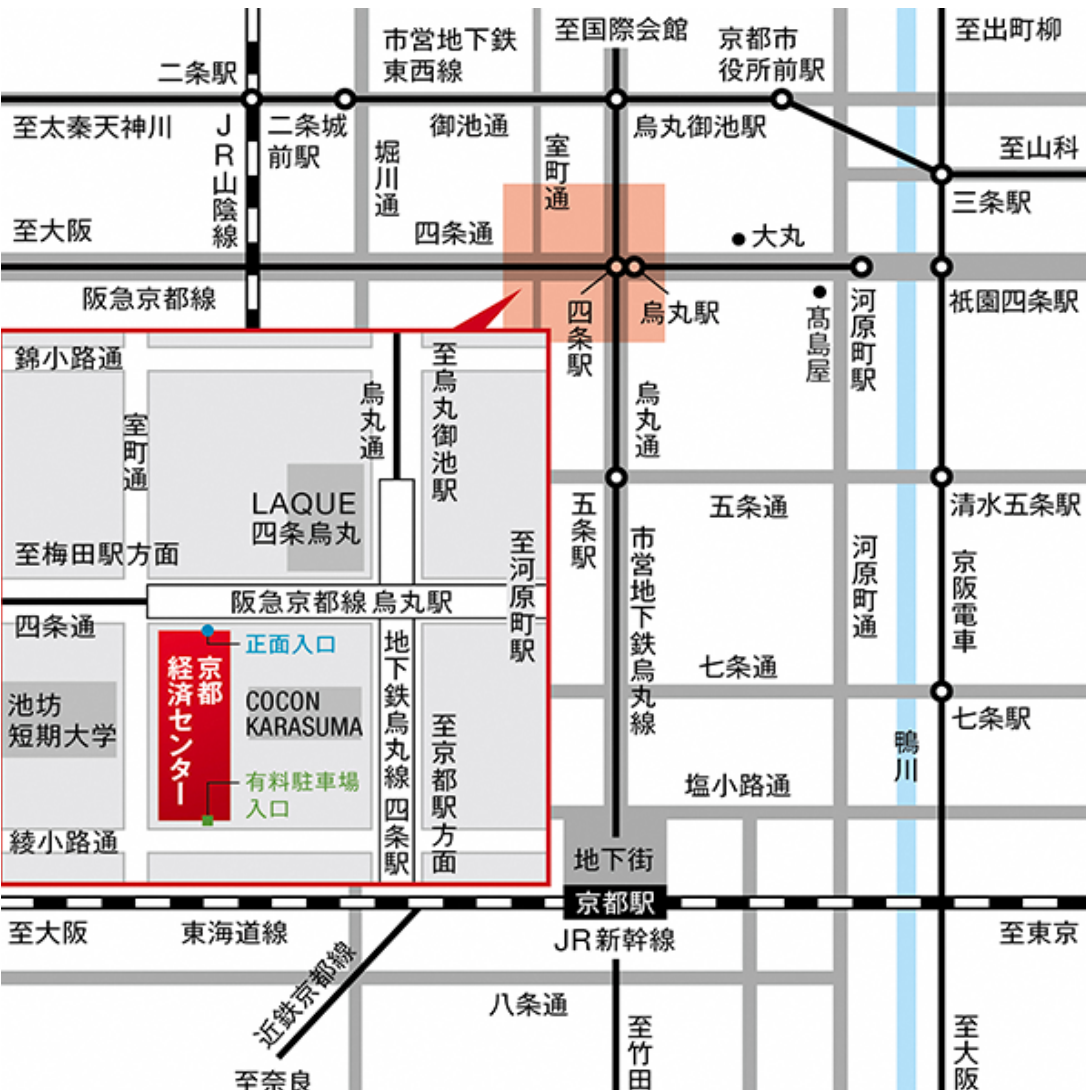 至国際会館
至出町柳
市営地下鉄
東西線
京都市
役所前駅
二条駅
至太秦天神川
JR山陰線
二条城
前駅
堀川通
御池通
室町通
烏丸御池駅
至山科
三条駅
至大阪
四条通
大丸
阪急京都線
四条駅
烏丸駅
髙島屋
河原町駅
祇園四条駅
烏丸通
五条駅
五条通
清水五条駅
市営地下鉄烏丸線
河原町通
京阪電車
七条通
七条駅
鴨川
塩小路通
地下街
京都駅
JR新幹線
至大阪
東海道線
至東京
近鉄京都線
至奈良
八条通
至竹田
至大阪
錦小路通
室町通
烏丸通
至烏丸御池駅
LAQUE
四条烏丸
至梅田駅方面
至河原町駅
阪急京都線 烏丸駅
四条通
正面入口
京都
経済センター
池坊
短期大学
COCON
KARASUMA
地下鉄烏丸線 四条駅
至京都駅方面
有料駐車場
入口
綾小路通